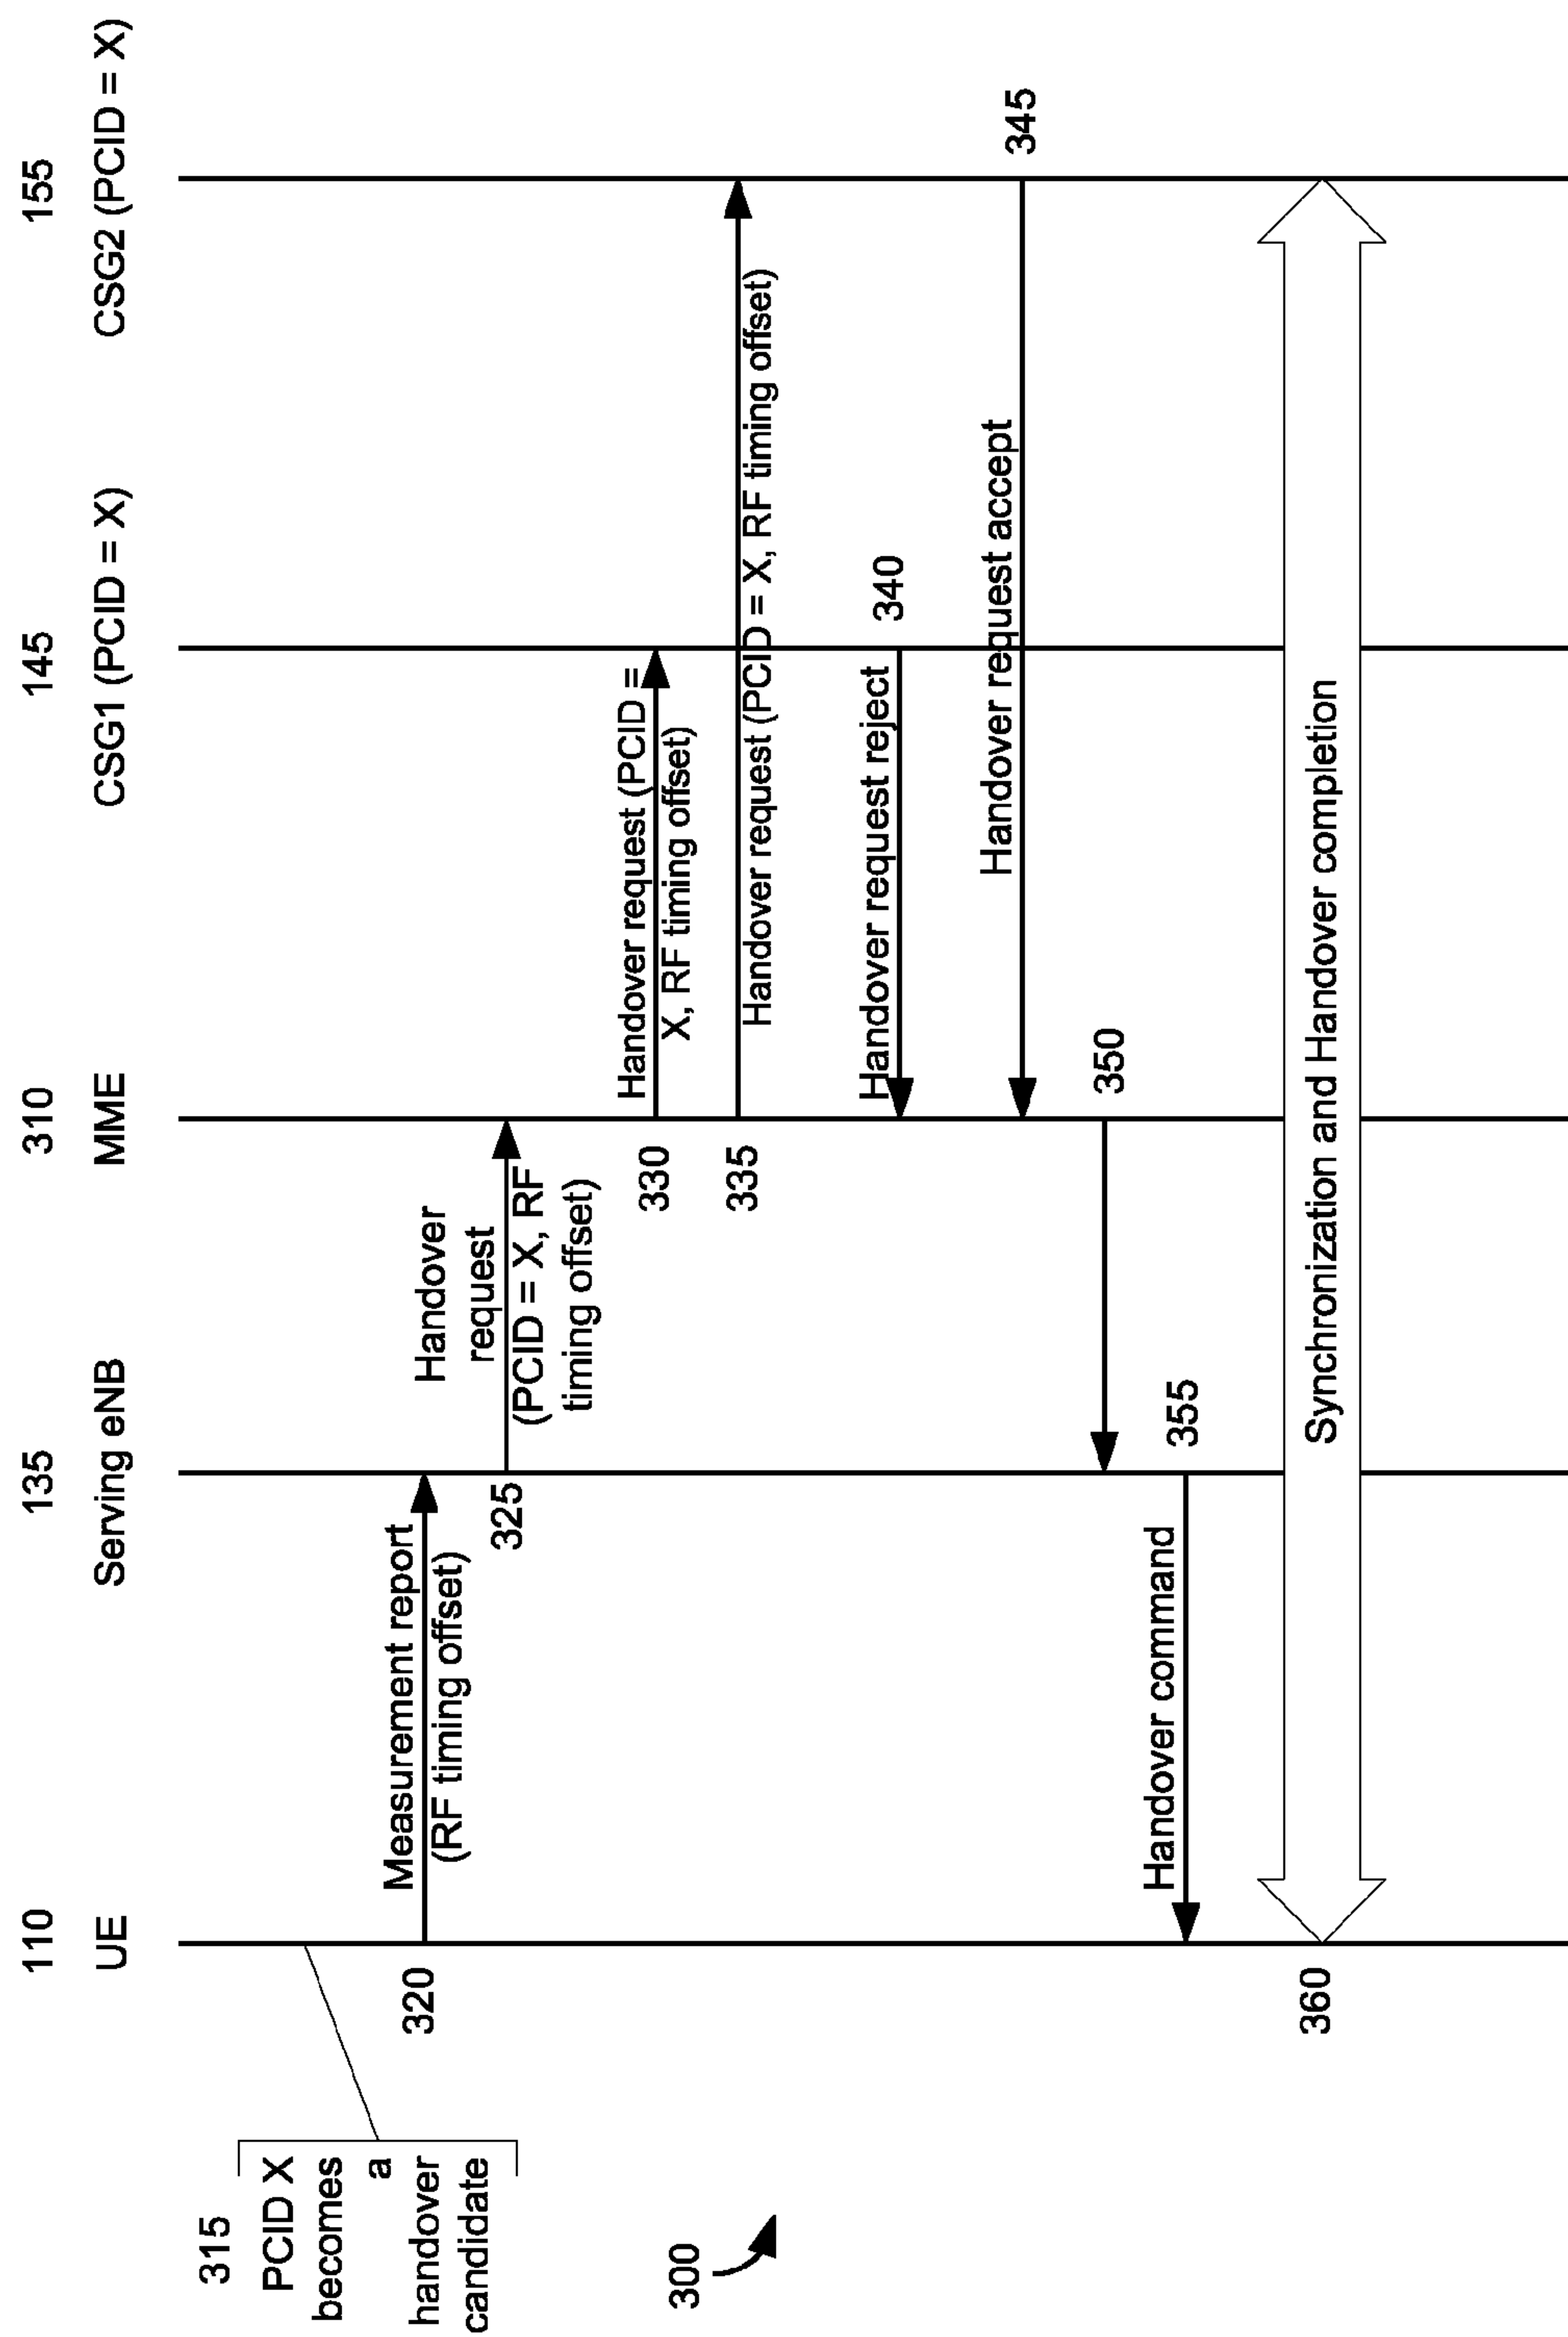 110
135
310
145
155
UE
Serving eNB
MME
CSG1 (PCID = X)
CSG2 (PCID = X)
315
PCID X
becomes
a
handover
candidate
320
Measurement report
(RF timing offset)
325
Handover
request
(PCID = X, RF
timing offset)
330
Handover request (PCID =
X, RF timing offset)
335
Handover request (PCID = X, RF timing offset)
340
Handover request reject
345
Handover request accept
350
355
Handover command
360
Synchronization and Handover completion
300